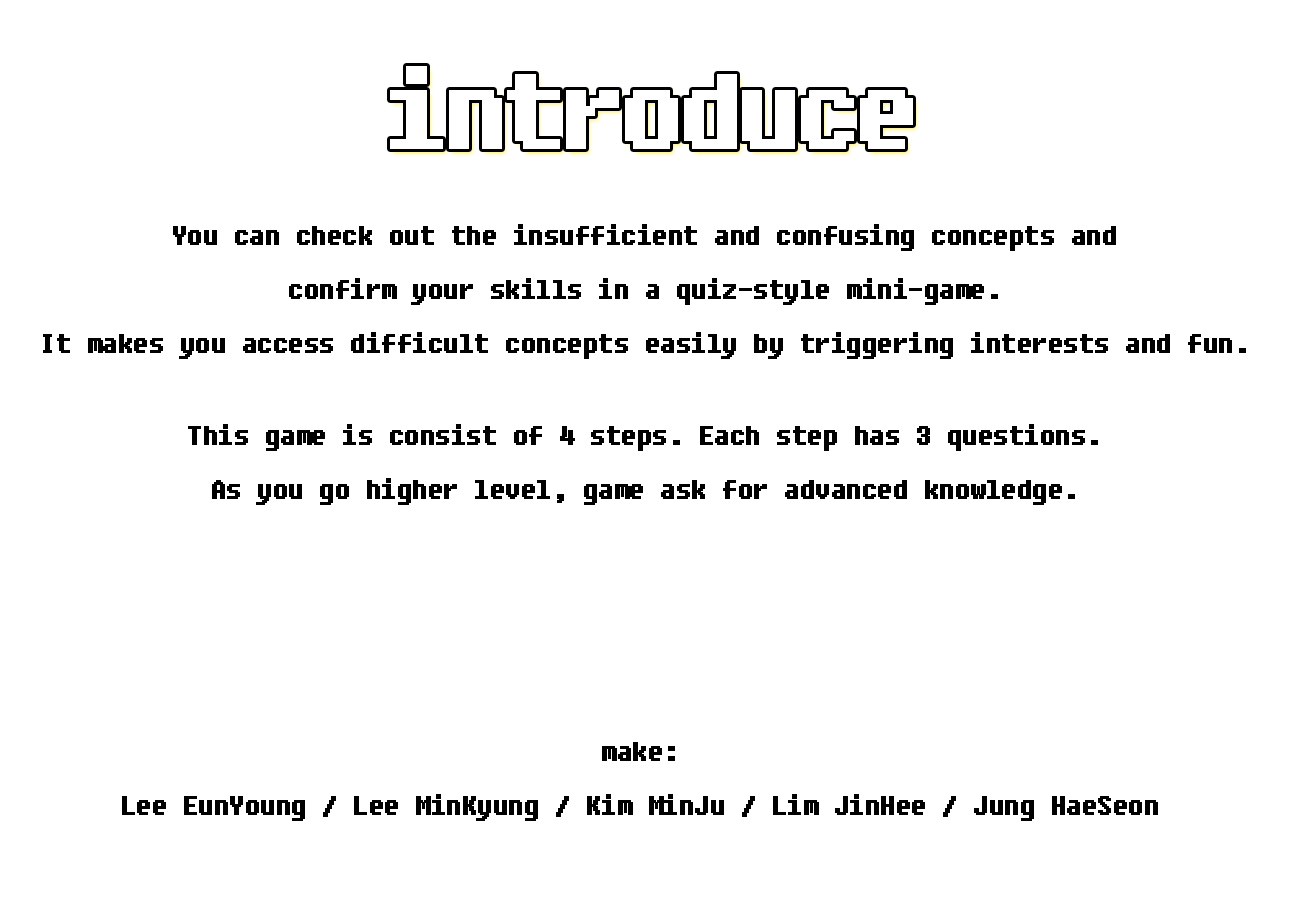 introduce
You can check out the insufficient and confusing concepts and
confirm your skills in a quiz-style mini-game.
It makes you access difficult concepts easily by triggering interests and fun.
This game is consist of 4 steps. Each step has 3 questions.
As you go higher level, game ask for advanced knowledge.
make:
Lee EunYoung / Lee MinKyung / Kim MinJu / Lim JinHee / Jung HaeSeon